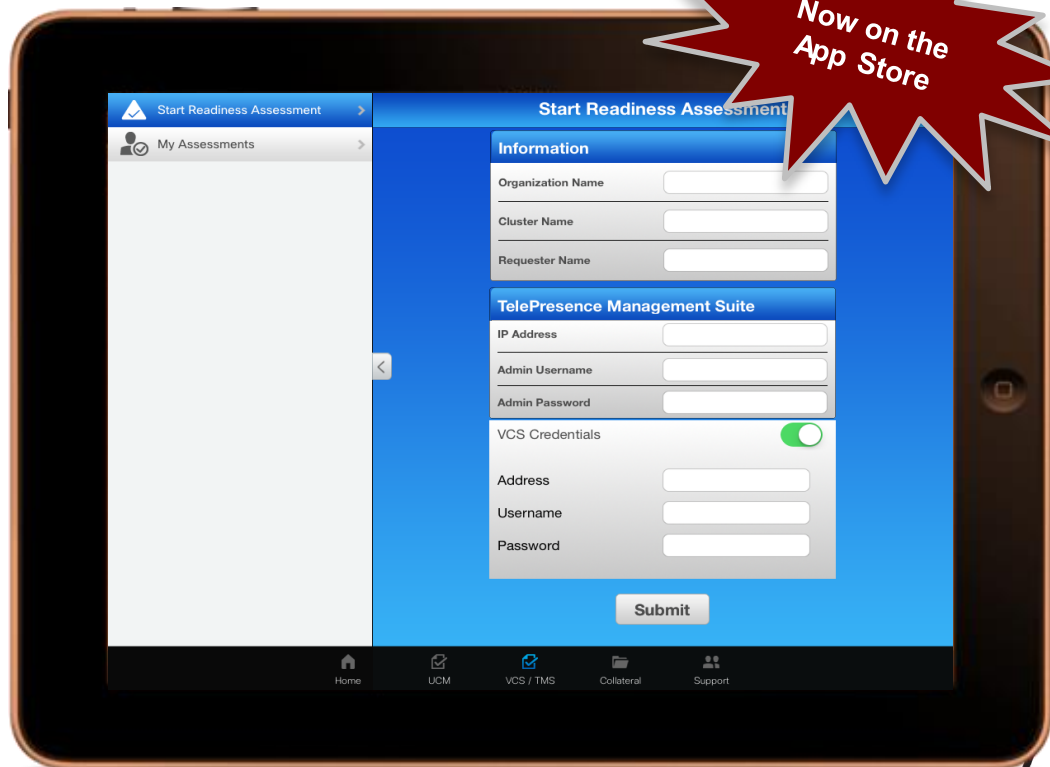 Now on the
App Store
Start Readiness Assessment
My Assessments
Start Readiness Assessment
Information
Organization Name
Cluster Name
Requester Name
TelePresence Management Suite
IP Address
Admin Username
Admin Password
VCS Credentials
Address
Username
Password
Submit
Home UCM VCS / TMS Collateral Support